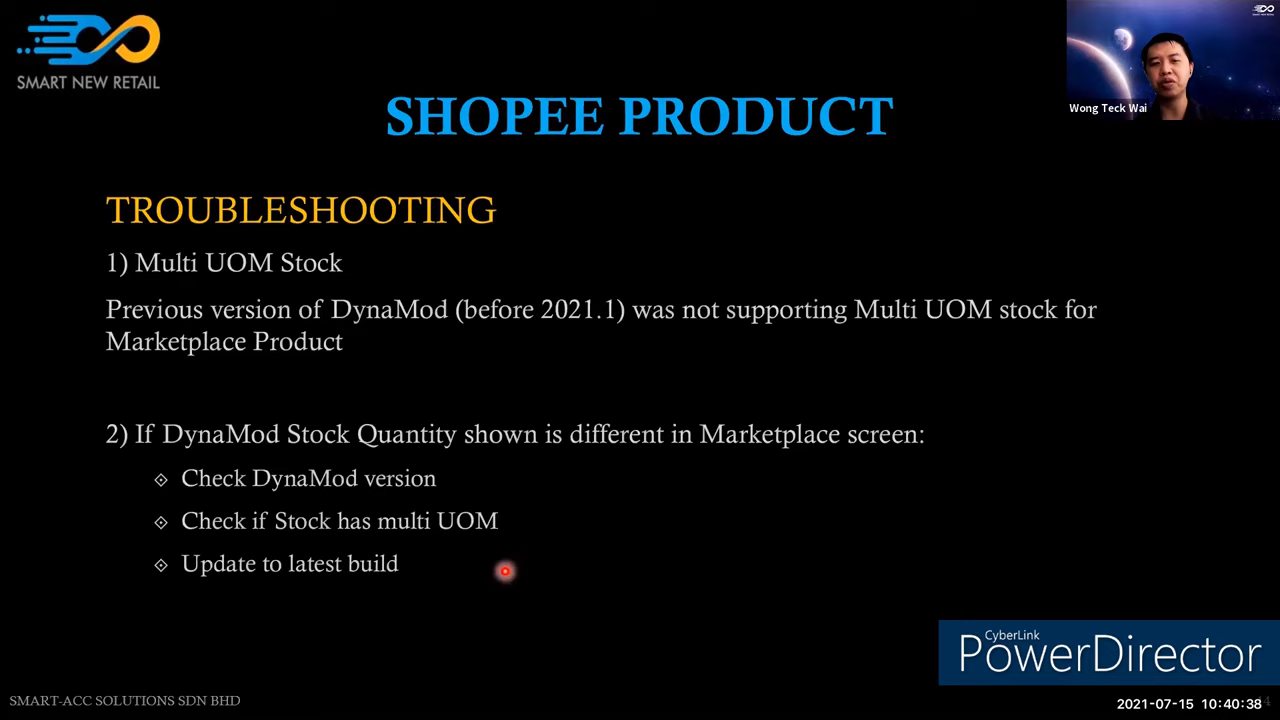 SMART NEW RETAIL
Wong Teck Wai
SHOPEE PRODUCT
TROUBLESHOOTING
1) Multi UOM Stock
Previous version of DynaMod (before 2021.1) was not supporting Multi UOM stock for
Marketplace Product
2) If DynaMod Stock Quantity shown is different in Marketplace screen:
Check DynaMod version
Check if Stock has multi UOM
Update to latest build
CyberLink
PowerDirector
SMART-ACC SOLUTIONS SDN BHD
2021-07-15 10:40:38